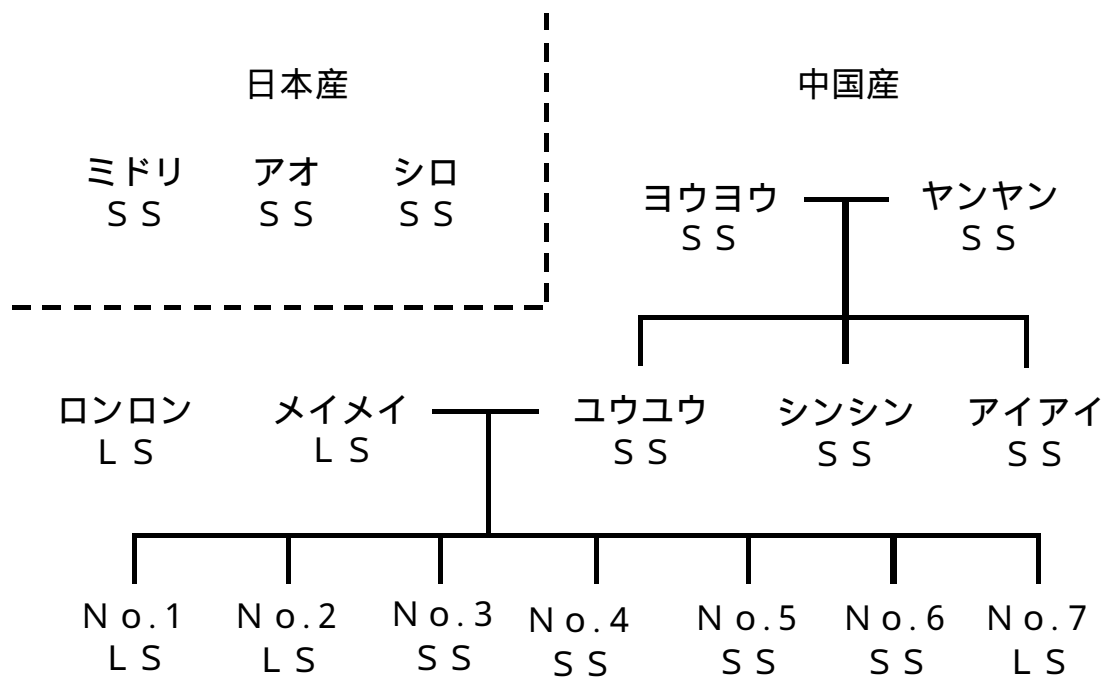 日本産
中国産
ミドリ アオ シロ
ＳＳ ＳＳ ＳＳ
ヨウヨウ ヤンヤン
ＳＳ ＳＳ
ロンロン メイメイ ユウユウ シンシン アイアイ
ＬＳ ＬＳ ＳＳ ＳＳ ＳＳ
Ｎｏ.1 Ｎｏ.2 Ｎｏ.3 Ｎｏ.4 Ｎｏ.5 Ｎｏ.6 Ｎｏ.7
ＬＳ ＬＳ ＳＳ ＳＳ ＳＳ ＳＳ ＬＳ